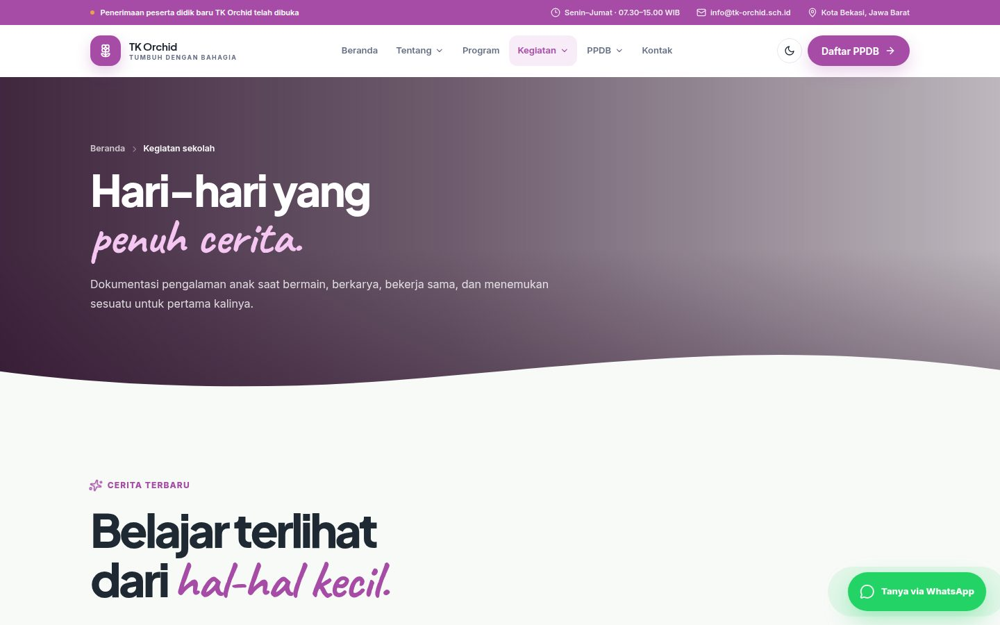 Penerimaan peserta didik baru TK Orchid telah dibuka
Senin–Jumat · 07.30–15.00 WIB
info@tk-orchid.sch.id
Kota Bekasi, Jawa Barat
TK Orchid
TUMBUH DENGAN BAHAGIA
Beranda
Tentang
Program
Kegiatan
PPDB
Kontak
Daftar PPDB
Beranda
Kegiatan sekolah
Hari-hari yang
penuh cerita.
Dokumentasi pengalaman anak saat bermain, berkarya, bekerja sama, dan menemukan
sesuatu untuk pertama kalinya.
CERITA TERBARU
Belajar terlihat
dari hal-hal kecil.
Tanya via WhatsApp